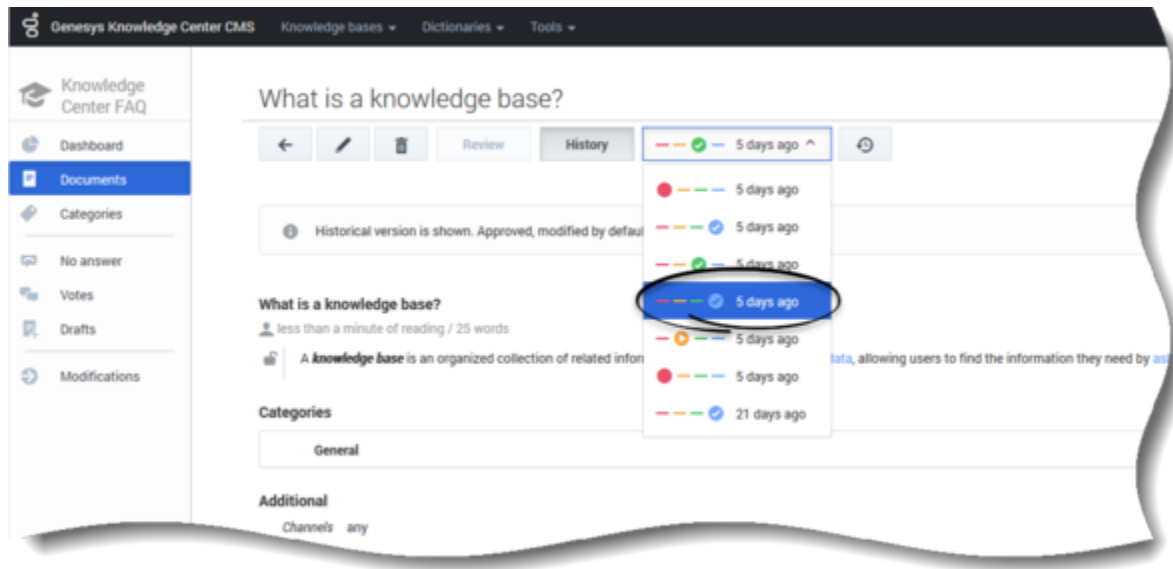 Genesys Knowledge Center CMS Knowledge bases Dictionaries Tools
Knowledge
Center FAQ
What is a knowledge base?
Dashboard
Review History 5 days ago
Documents
5 days ago
Categories
5 days ago
Historical version is shown. Approved, modified by
No answer
5 days ago
Votes
What is a knowledge base?
5 days ago
less than a minute of reading / 25 words
Drafts
5 days ago
A knowledge base is an organized collection of related , allowing users to find the information they need by
Modifications
5 days ago
Categories
21 days ago
General
Additional
Channels any